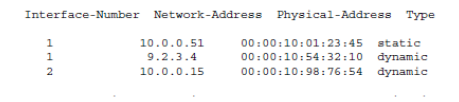 Interface-Number Network-Address Physical-Address Type
1 10.0.0.51 00:00:10:01:23:45 static
1 9.2.3.4 00:00:10:54:32:10 dynamic
2 10.0.0.15 00:00:10:98:76:54 dynamic